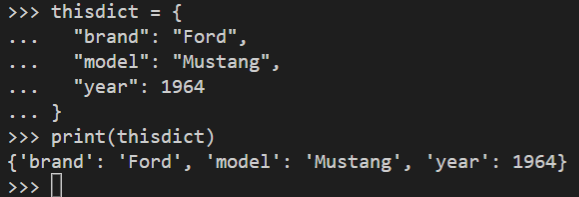 >>> thisdict = {
...   "brand": "Ford",
...   "model": "Mustang",
...   "year": 1964
... }
>>> print(thisdict)
{'brand': 'Ford', 'model': 'Mustang', 'year': 1964}
>>>